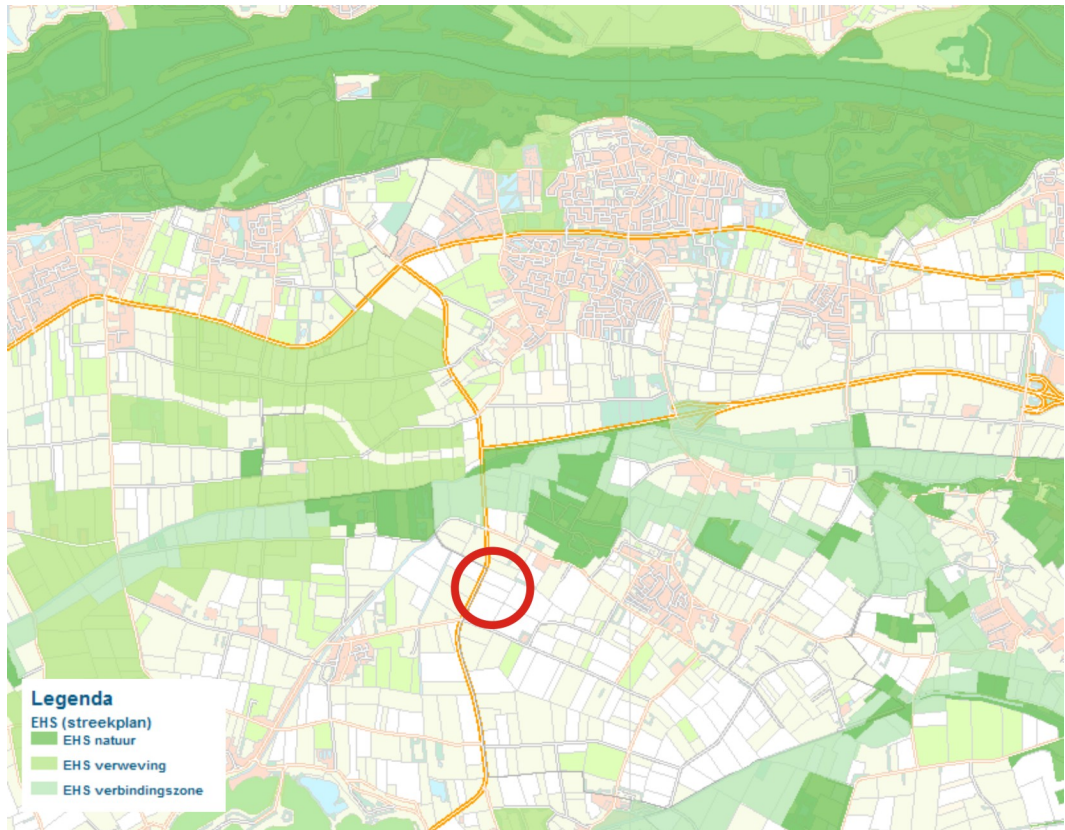 Legenda
EHS (streekplan)
EHS natuur
EHS verweving
EHS verbindingszone